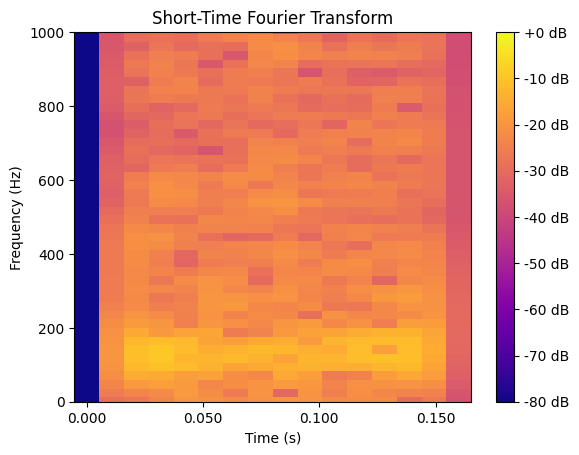 Short-Time Fourier Transform
1000
800
600
400
200
0
Frequency (Hz)
0.000
0.050
0.100
0.150
Time (s)
+0 dB
-10 dB
-20 dB
-30 dB
-40 dB
-50 dB
-60 dB
-70 dB
-80 dB